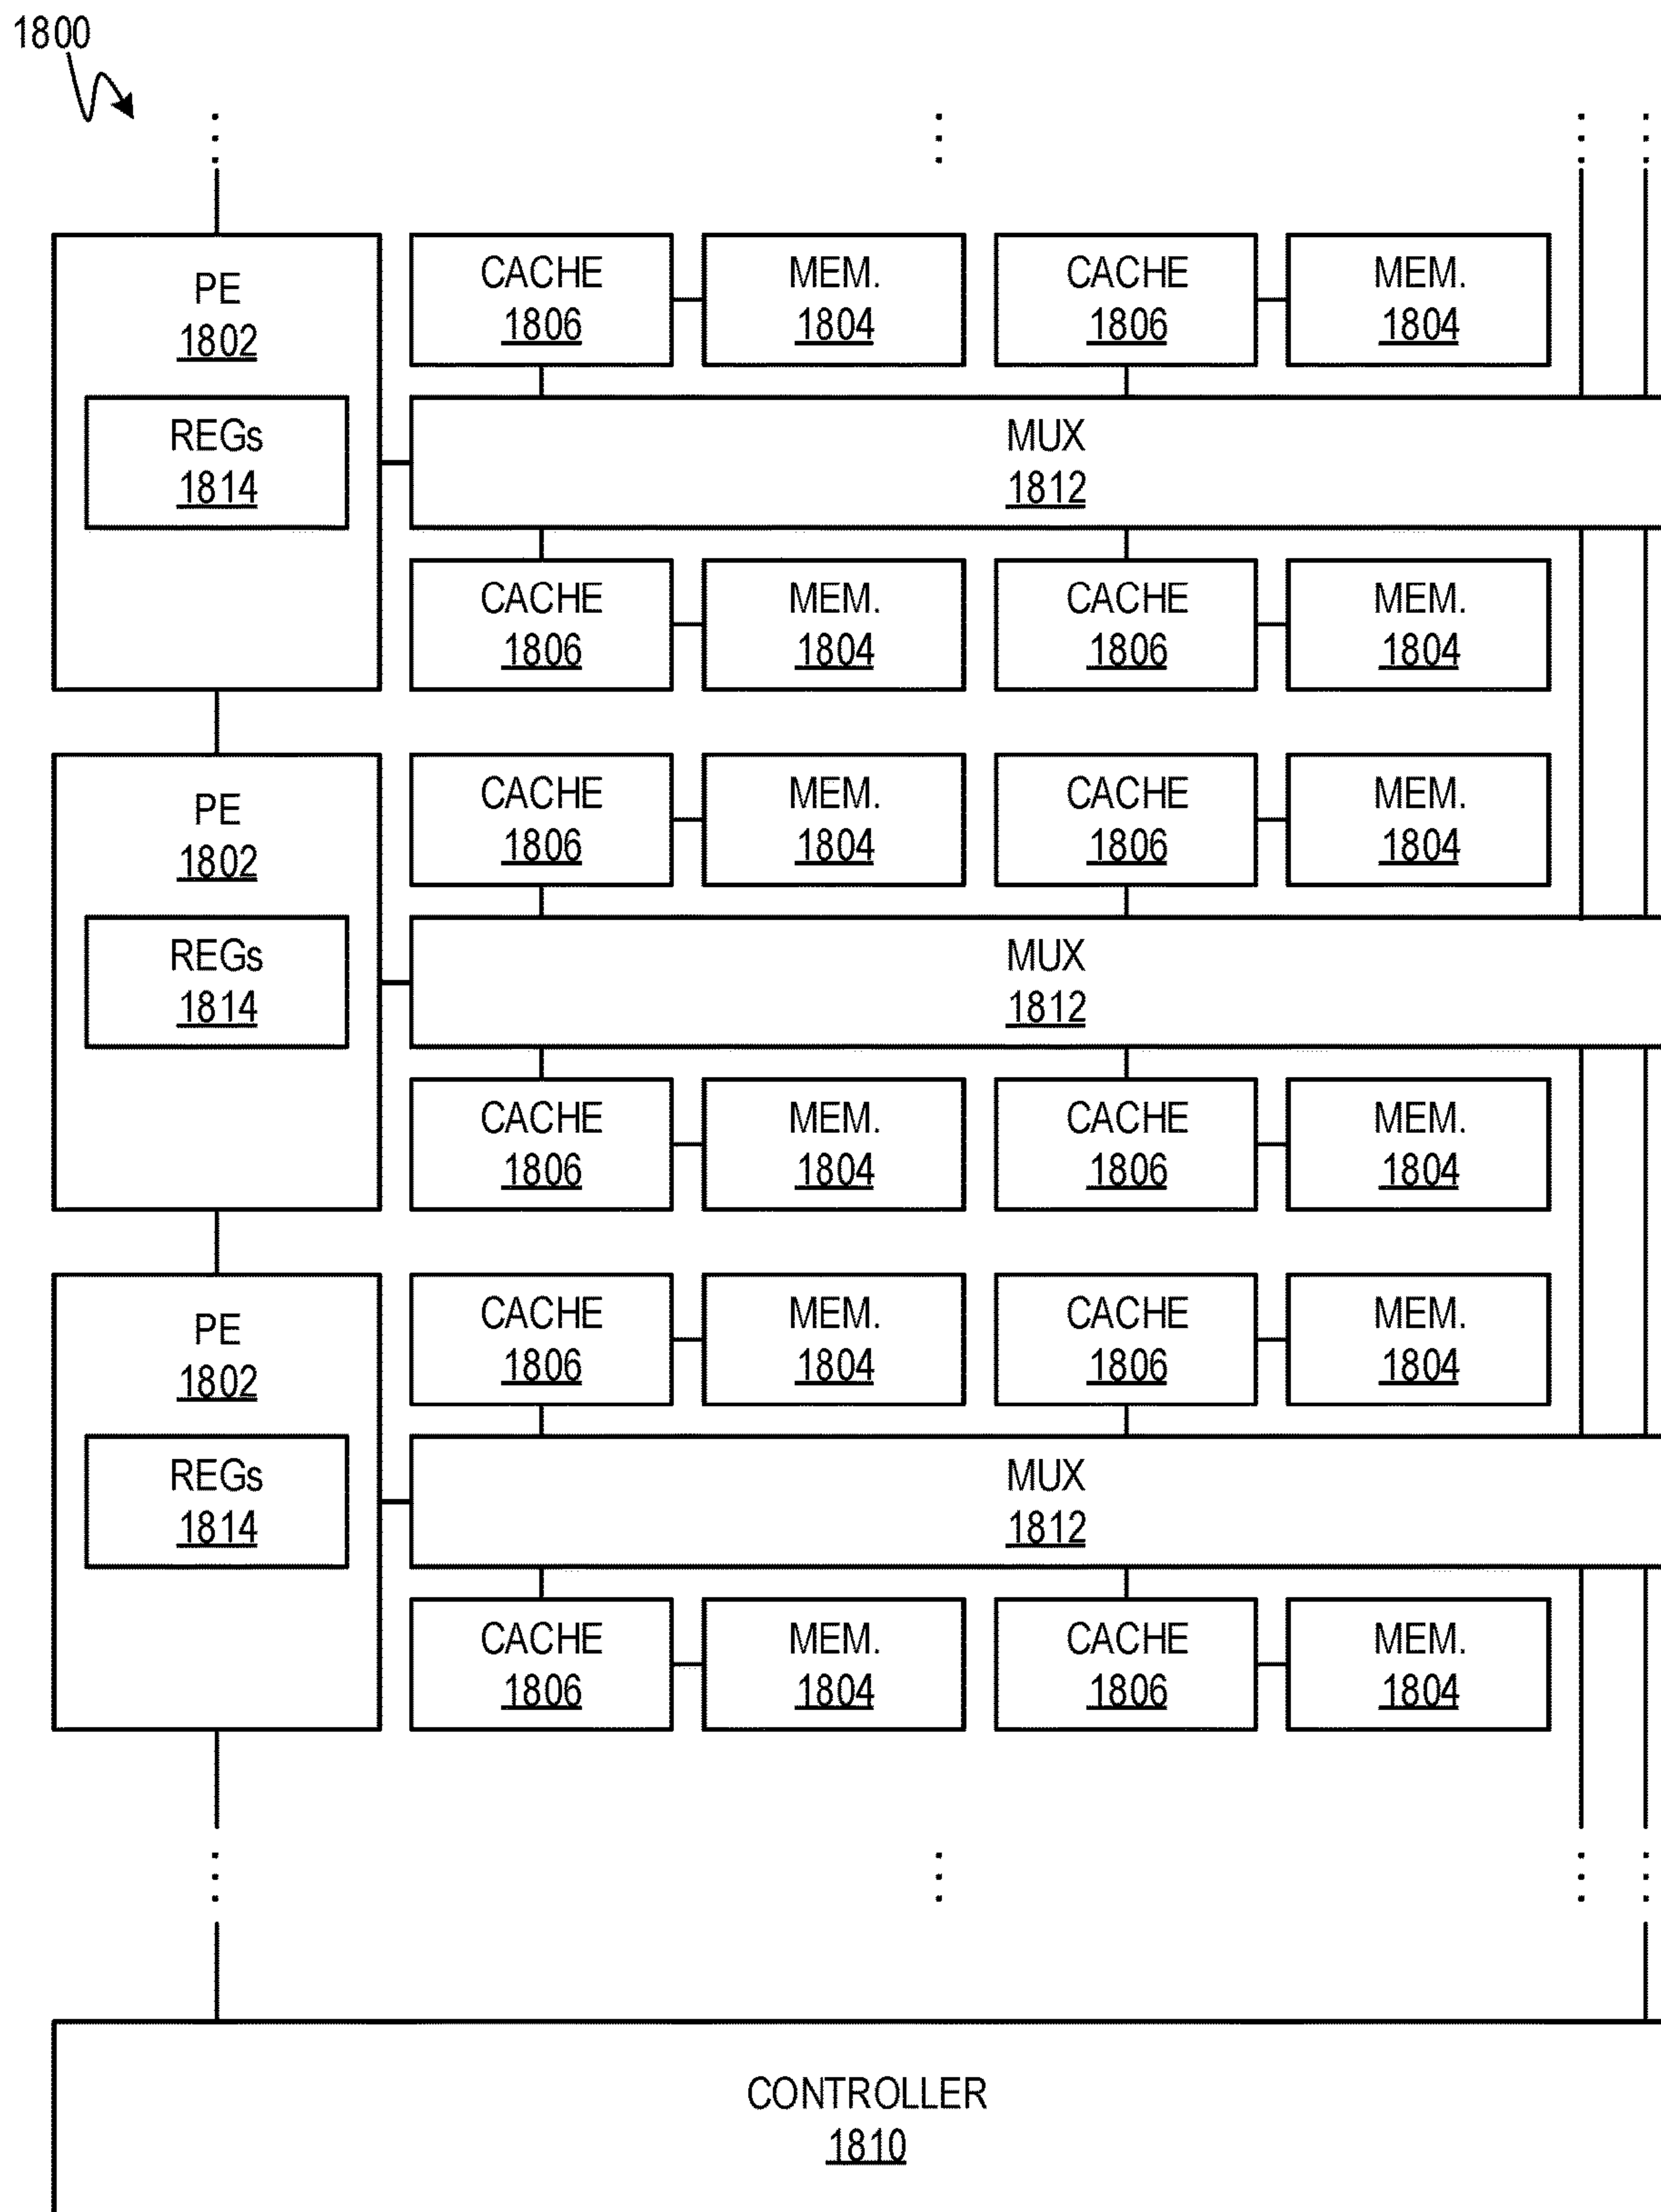 1800
PE
1802
REGs
1814
CACHE
1806
MEM.
1804
CACHE
1806
MEM.
1804
MUX
1812
CACHE
1806
MEM.
1804
CACHE
1806
MEM.
1804
PE
1802
REGs
1814
CACHE
1806
MEM.
1804
CACHE
1806
MEM.
1804
MUX
1812
CACHE
1806
MEM.
1804
CACHE
1806
MEM.
1804
PE
1802
REGs
1814
CACHE
1806
MEM.
1804
CACHE
1806
MEM.
1804
MUX
1812
CACHE
1806
MEM.
1804
CACHE
1806
MEM.
1804
CONTROLLER
1810